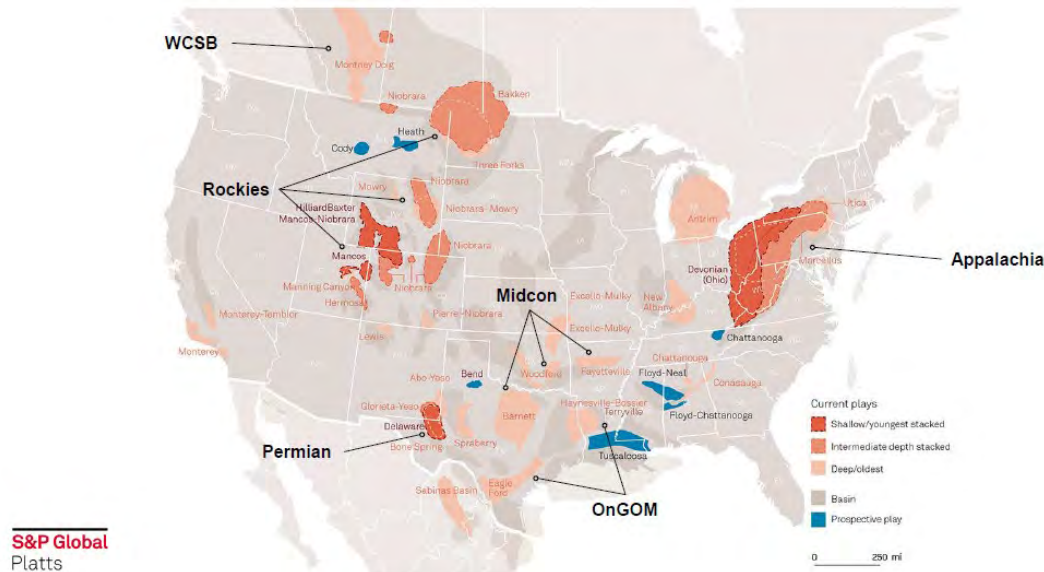 WCSB
Montney Doig
Niobrara
Bakken
Heath
Cody
Three Forks
Rockies
Mowry
Niobrara
HilliardBaxter
Mancos-Niobrara
Niobrara-Mowry
Antrim
Utica
Niobrara
Mancos
Devonian
(Ohio)
Marcellus
Appalachia
Manning Canyon
Niobrara
Hermosa
Midcon
Excello-Mulky
New
Albany
Monterey-Temblor
Pierre-Niobrara
Excello-Mulky
Lewis
Chattanooga
Monterey
Woodford
Fayetteville
Chattanooga
Abo-Yeso
Bend
Floyd-Neal
Conasauga
Glorieta-Yeso
Barnett
Haynesville-Bossier
Terryville
Floyd-Chattanooga
Delaware
Bone Spring
Spraberry
Permian
Tuscaloosa
Sabinas Basin
Eagle
Ford
OnGOM
Current plays
Shallow/youngest stacked
Intermediate depth stacked
Deep/oldest
Basin
Prospective play
0 250 mi
S&P Global
Platts